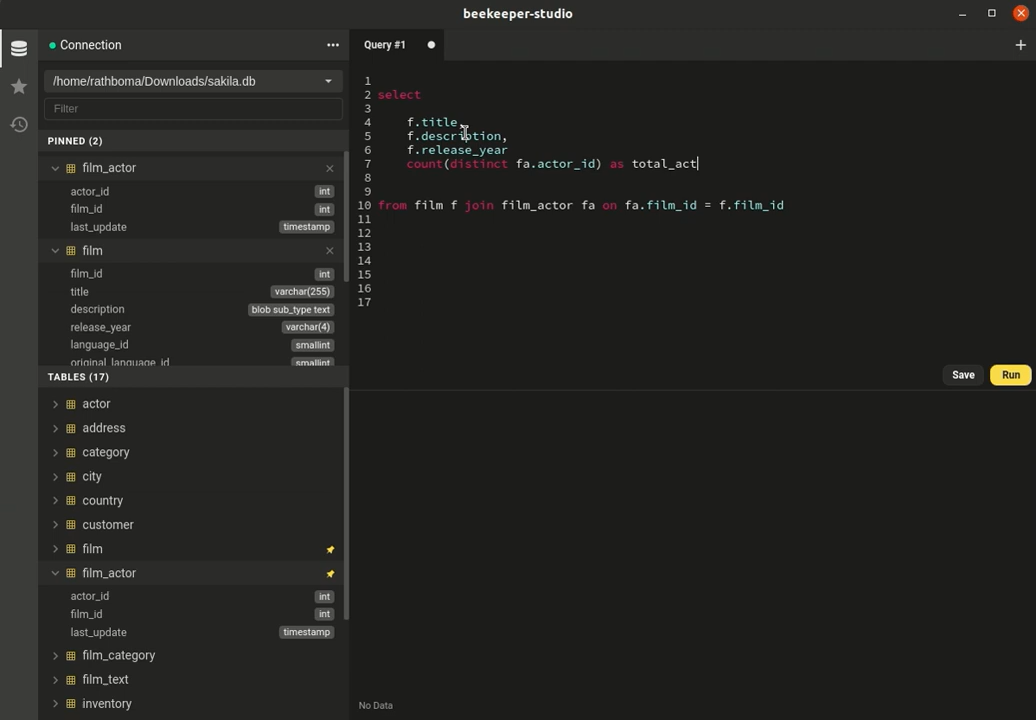 beekeeper-studio
Connection
/home/rathboma/Downloads/sakila.db
Filter
PINNED (2)
film_actor
actor_id int
film_id int
last_update timestamp
film
film_id int
title varchar(255)
description blob sub_type text
release_year varchar(4)
language_id smallint
original_language_id smallint
TABLES (17)
actor
address
category
city
country
customer
film
film_actor
actor_id int
film_id int
last_update timestamp
film_category
film_text
inventory
Query #1
1
2 select
3
4 f.title,
5 f.description,
6 f.release_year
7 count(distinct fa.actor_id) as total_act
8
9
10 from film f join film_actor fa on fa.film_id = f.film_id
11
12
13
14
15
16
17
Save Run
No Data